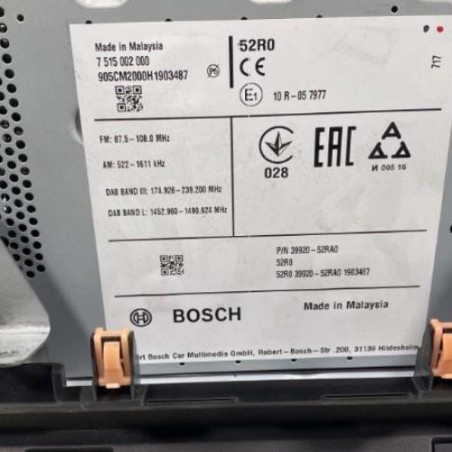 Made in Malaysia
7 515 002 000
905CM2000H1903487
52R0
CE
E1 10 R-05 7977
717
FM: 87.5-108.0 MHz
AM: 522-1611 kHz
DAB BAND III: 174.928-239.200 MHz
DAB BAND L: 1452.960-1490.624 MHz
028
EAC
И 005 16
P/N 39920-52RA0
52R0
52R0 39920-52RA0 1903487
BOSCH
Made in Malaysia
Bosch Car Multimedia GmbH, Robert-Bosch-Str .200, 31139 Hildesheim